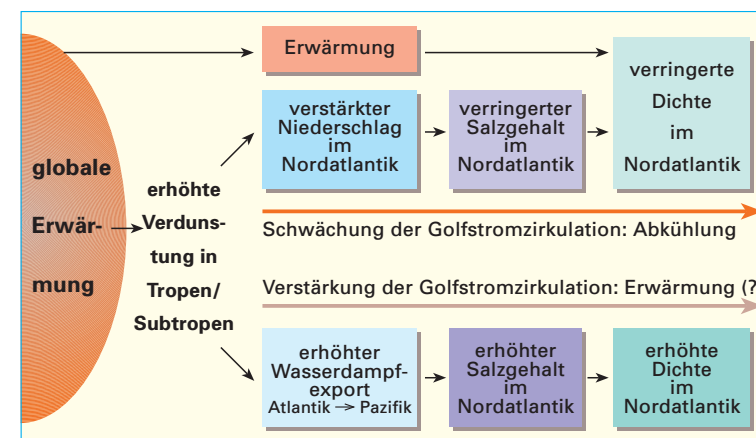 globale
Erwär-
mung
erhöhte
Verduns-
tung in
Tropen/
Subtropen
Erwärmung
verstärkter
Niederschlag
im
Nordatlantik
verringerter
Salzgehalt
im
Nordatlantik
verringerte
Dichte
im
Nordatlantik
Schwächung der Golfstromzirkulation: Abkühlung
Verstärkung der Golfstromzirkulation: Erwärmung (?
erhöhter
Wasserdampf-
export
Atlantik → Pazifik
erhöhter
Salzgehalt
im
Nordatlantik
erhöhte
Dichte
im
Nordatlantik